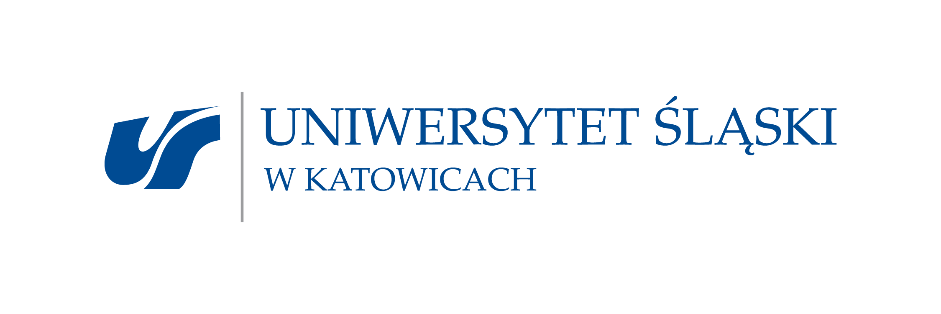 UNIWERSYTET ŚLĄSKI
W KATOWICACH